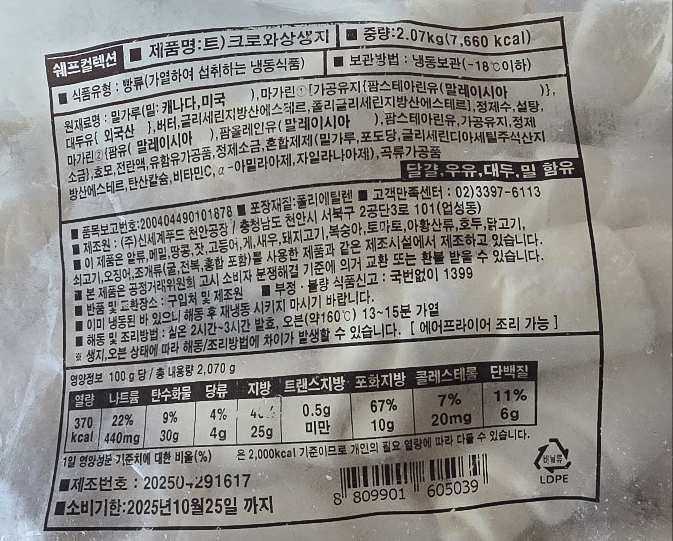 쉐프컬렉션 ■ 제품명:트)크로와상생지 ■ 중량:2.07kg(7,660 kcal)
■ 식품유형 : 빵류(가열하여 섭취하는 냉동식품) ■ 보관방법 : 냉동보관(-18℃이하)
원재료명 : 밀가루(밀: 캐나다,미국 ),마가린①[가공유지{팜스테아린유(말레이시아 )},
대두유( 외국산 },버터,글리세린지방산에스테르,폴리글리세린지방산에스테르],정제수,설탕,
마가린②{팜유( 말레이시아 ),팜올레인유( 말레이시아 ),팜스테아린유,가공유지,정제
소금},효모,전란액,유함유가공품,정제소금,혼합제제(밀가루,포도당,글리세린디아세틸주석산지
방산에스테르,탄산칼슘,비타민C,α-아밀라아제,자일라나아제),곡류가공품
달걀,우유,대두,밀 함유
■ 품목보고번호:200404490101878 ■ 포장재질:폴리에틸렌 ■ 고객만족센터 : 02)3397-6113
■ 제조원 : (주)신세계푸드 천안공장 / 충청남도 천안시 서북구 2공단3로 101(업성동)
■ 이 제품은 알류,메밀,땅콩,잣,고등어,게,새우,돼지고기,복숭아,토마토,아황산류,호두,닭고기,
쇠고기,오징어,조개류(굴,전복,홍합 포함)를 사용한 제품과 같은 제조시설에서 제조하고 있습니다.
■ 본 제품은 공정거래위원회 고시 소비자 분쟁해결 기준에 의거 교환 또는 환불 받을 수 있습니다.
■ 반품 및 교환장소 : 구입처 및 제조원 ■ 부정·불량 식품신고 : 국번없이 1399
■ 이미 냉동된 바 있으니 해동 후 재냉동 시키지 마시기 바랍니다.
■ 해동 및 조리방법 : 실온 2시간~3시간 발효, 오븐(약160℃) 13~15분 가열
※ 생지,오븐 상태에 따라 해동/조리방법에 차이가 발생할 수 있습니다. [ 에어프라이어 조리 가능 ]
영양정보 100 g 당 / 총 내용량 2,070 g
열량 나트륨 탄수화물 당류 지방 트랜스지방 포화지방 콜레스테롤 단백질
370 22% 9% 4% 0.5g 67% 7% 11%
kcal 440mg 30g 4g 25g 미만 10g 20mg 6g
1일 영양성분 기준치에 대한 비율(%) 은 2,000kcal 기준이므로 개인의 필요 열량에 따라 다를 수 있습니다.
■제조번호 : 20250429161​7
■소비기한:2025년10월25일 까지
8 809901 605039
비닐류
LDPE